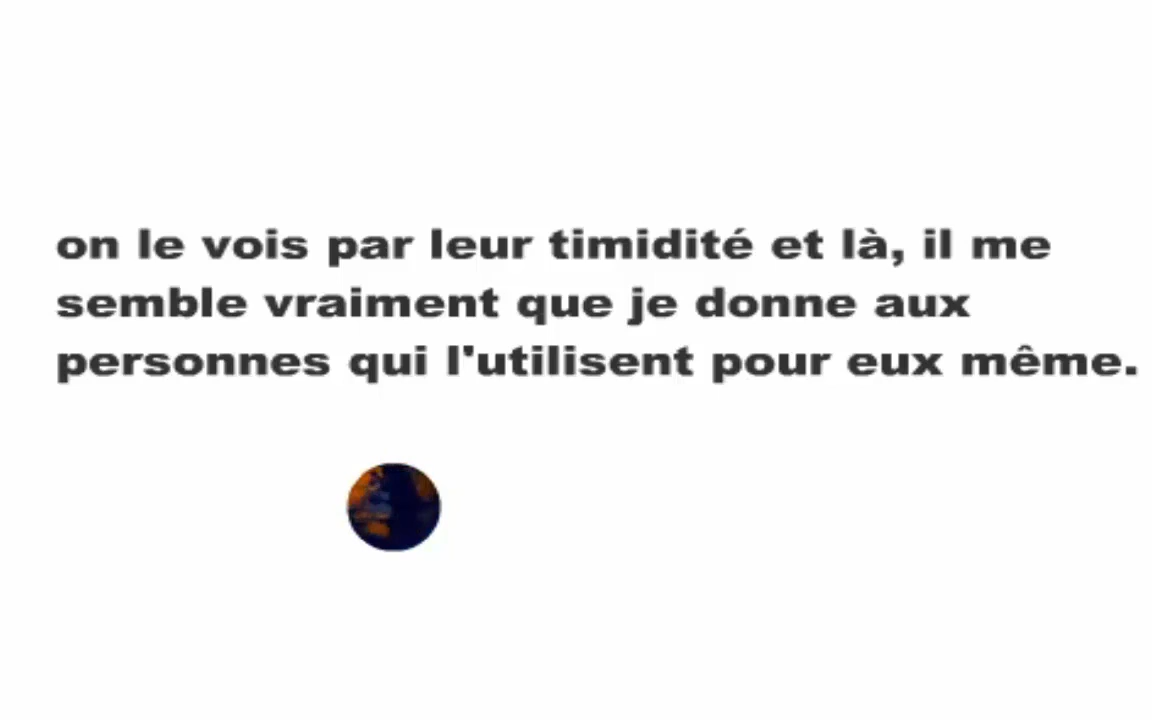 on le vois par leur timidité et là, il me
semble vraiment que je donne aux
personnes qui l'utilisent pour eux même.